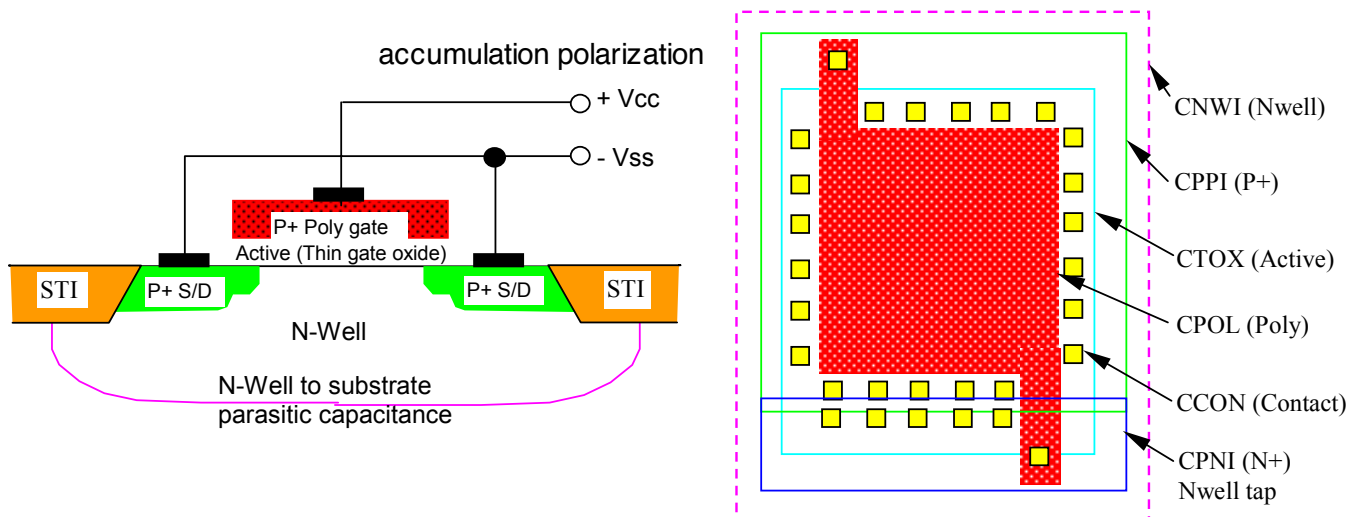 accumulation polarization
+ Vcc
- Vss
P+ Poly gate
Active (Thin gate oxide)
STI
P+ S/D
P+ S/D
STI
N-Well
N-Well to substrate
parasitic capacitance
CNWI (Nwell)
CPPI (P+)
CTOX (Active)
CPOL (Poly)
CCON (Contact)
CPNI (N+)
Nwell tap